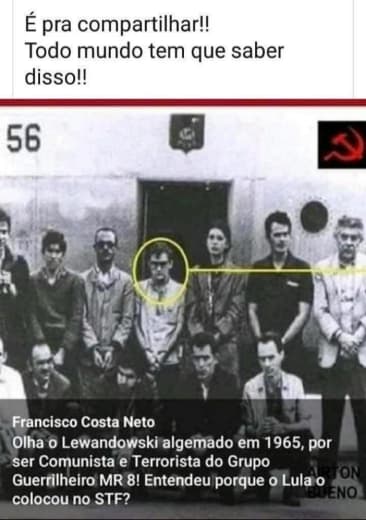 É pra compartilhar!!
Todo mundo tem que saber
disso!!
56
Francisco Costa Neto
Olha o Lewandowski algemado em 1965, por
ser Comunista e Terrorista do Grupo
Guerrilheiro MR 8! Entendeu porque o Lula o
colocou no STF?
BUENO